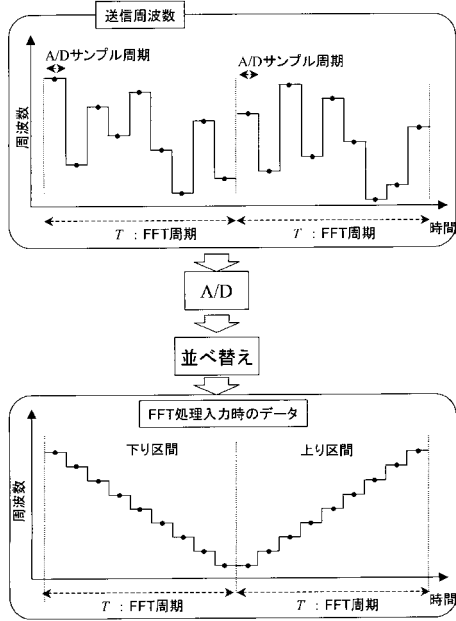 送信周波数
A/Dサンプル周期
A/Dサンプル周期
周波数
T ：FFT周期
T ：FFT周期
時間
A/D
並べ替え
FFT処理入力時のデータ
下り区間
上り区間
周波数
T ：FFT周期
T ：FFT周期
時間